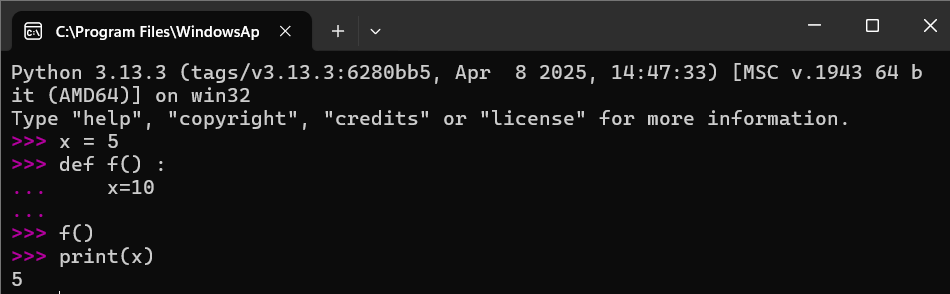 C:\Program Files\WindowsAp
Python 3.13.3 (tags/v3.13.3:6280bb5, Apr  8 2025, 14:47:33) [MSC v.1943 64 b
it (AMD64)] on win32
Type "help", "copyright", "credits" or "license" for more information.
>>> x = 5
>>> def f() :
...     x=10
...
>>> f()
>>> print(x)
5